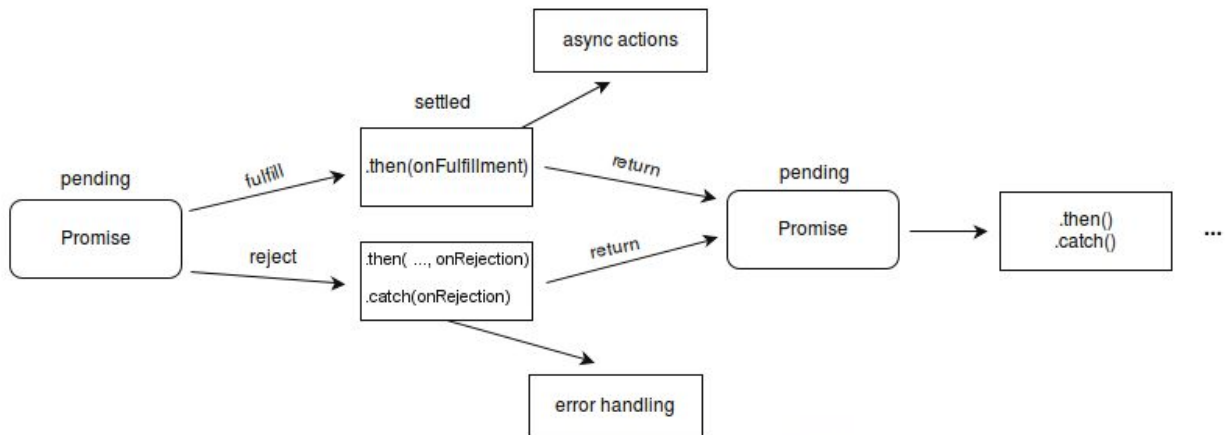 async actions
settled
.then(onFulfillment)
return
fulfill
pending
Promise
pending
Promise
.then()
.catch()
...
reject
.then( ..., onRejection)
.catch(onRejection)
return
error handling